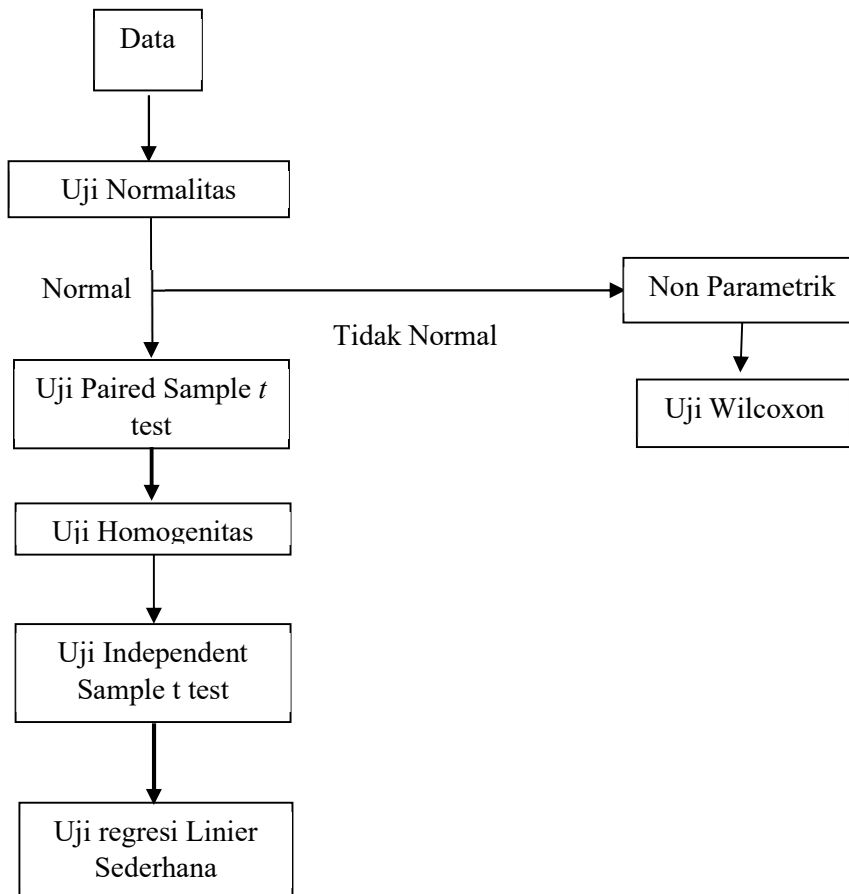 Data
Uji Normalitas
Normal
Non Parametrik
Tidak Normal
Uji Paired Sample t
test
Uji Wilcoxon
Uji Homogenitas
Uji Independent
Sample t test
Uji regresi Linier
Sederhana